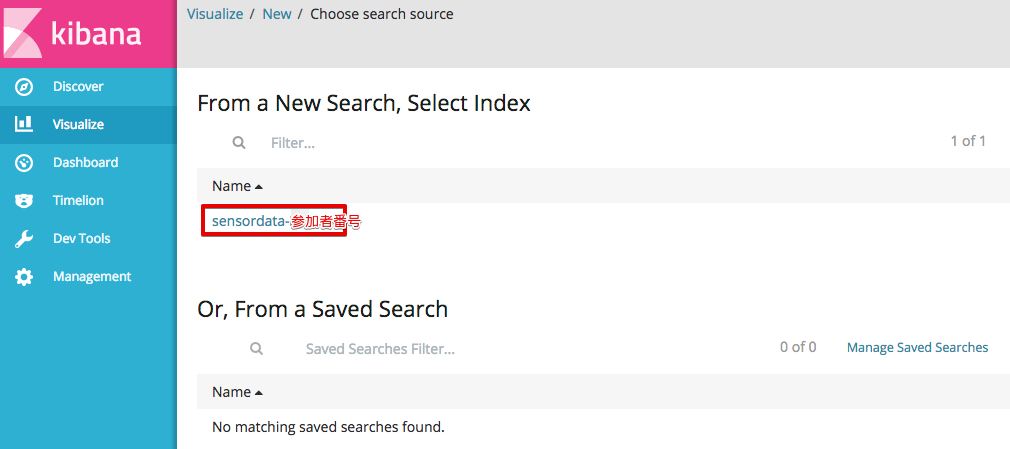 kibana
Visualize / New / Choose search source
Discover
Visualize
Dashboard
Timelion
Dev Tools
Management
From a New Search, Select Index
Filter...
1 of 1
Name
sensordata-参加者番号
Or, From a Saved Search
Saved Searches Filter...
0 of 0
Manage Saved Searches
Name
No matching saved searches found.